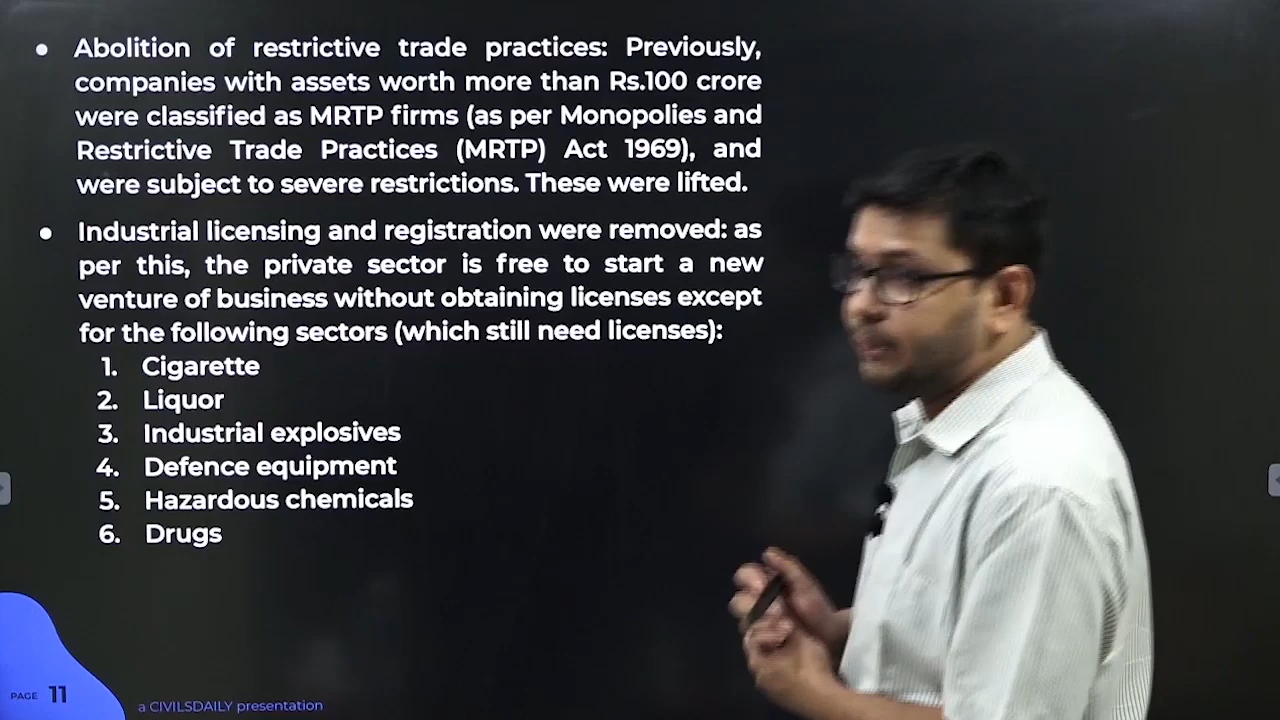 ● Abolition of restrictive trade practices: Previously,
companies with assets worth more than Rs.100 crore
were classified as MRTP firms (as per Monopolies and
Restrictive Trade Practices (MRTP) Act 1969), and
were subject to severe restrictions. These were lifted.
● Industrial licensing and registration were removed: as
per this, the private sector is free to start a new
venture of business without obtaining licenses except
for the following sectors (which still need licenses):
1. Cigarette
2. Liquor
3. Industrial explosives
4. Defence equipment
5. Hazardous chemicals
6. Drugs
PAGE 11
a CIVILSDAILY presentation